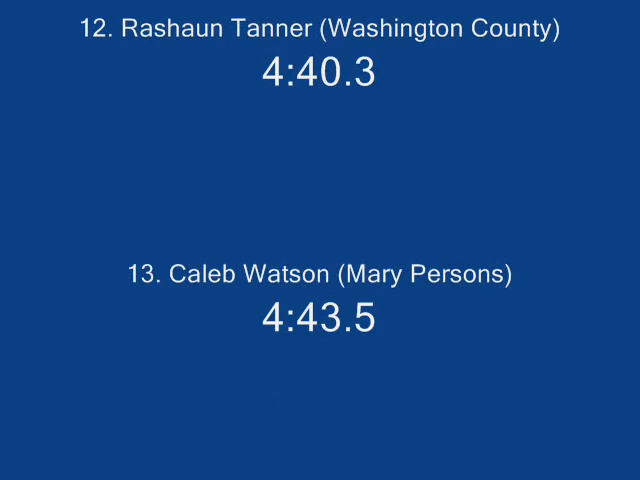 12. Rashaun Tanner (Washington County)
4:40.3
13. Caleb Watson (Mary Persons)
4:43.5